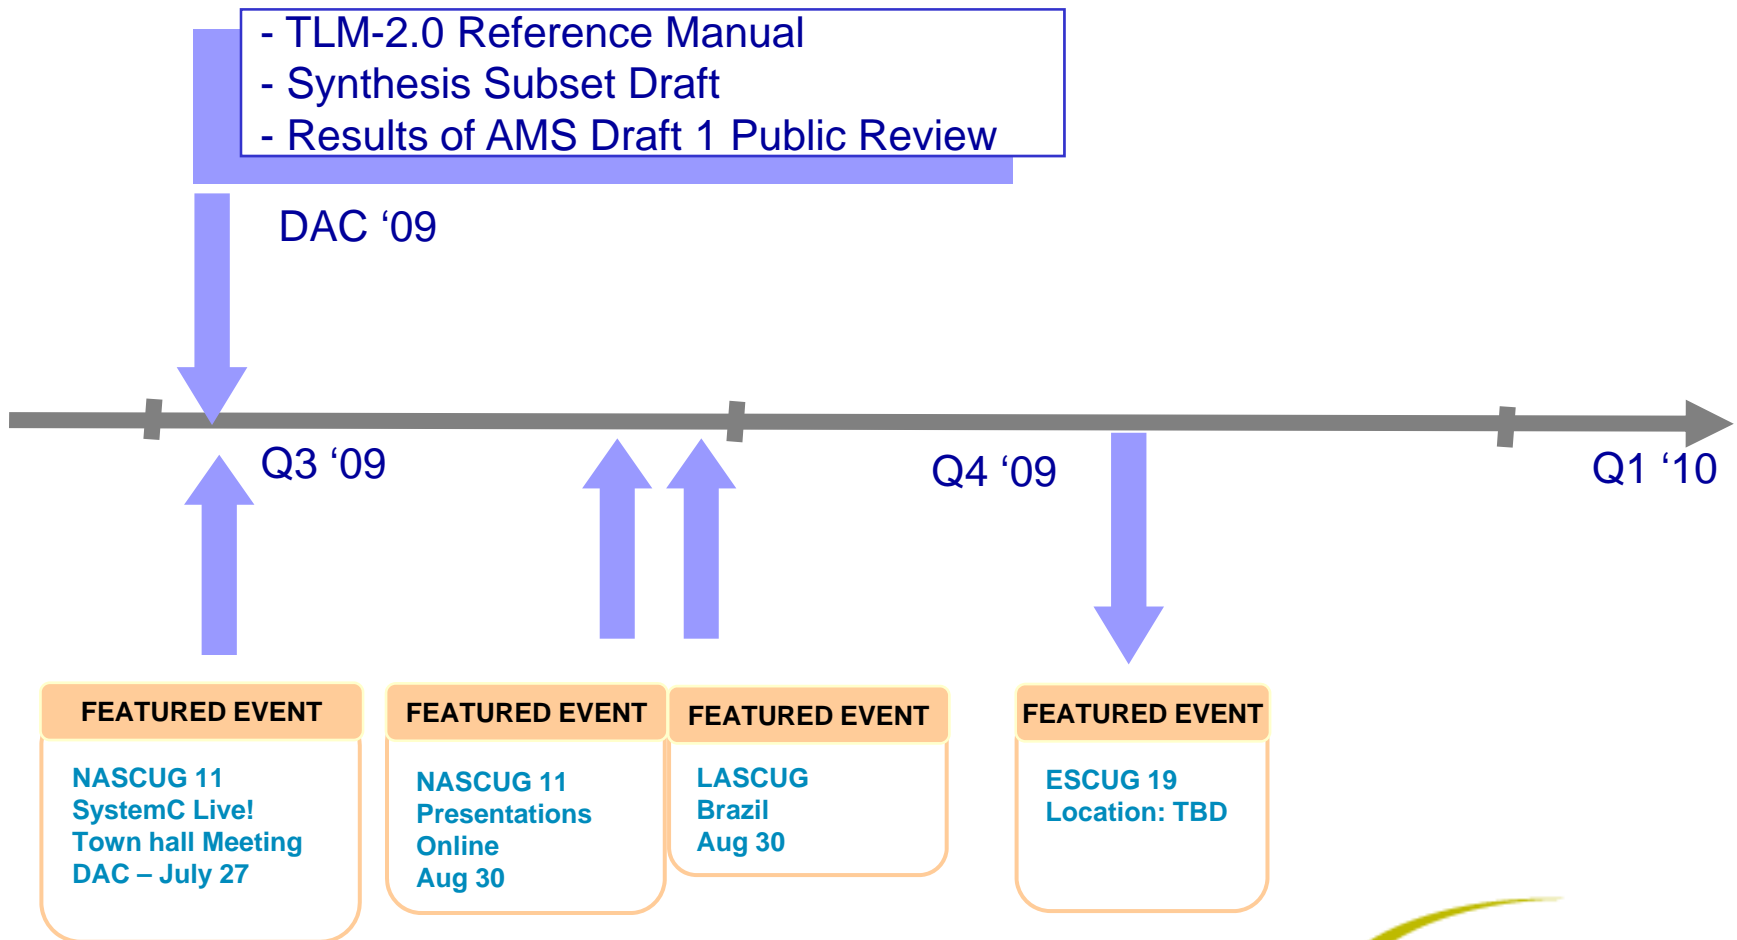 - TLM-2.0 Reference Manual
- Synthesis Subset Draft
- Results of AMS Draft 1 Public Review
DAC ‘09
Q3 ‘09
Q4 ‘09
Q1 ‘10
FEATURED EVENT
NASCUG 11
SystemC Live!
Town hall Meeting
DAC – July 27
FEATURED EVENT
NASCUG 11
Presentations
Online
Aug 30
FEATURED EVENT
LASCUG
Brazil
Aug 30
FEATURED EVENT
ESCUG 19
Location: TBD